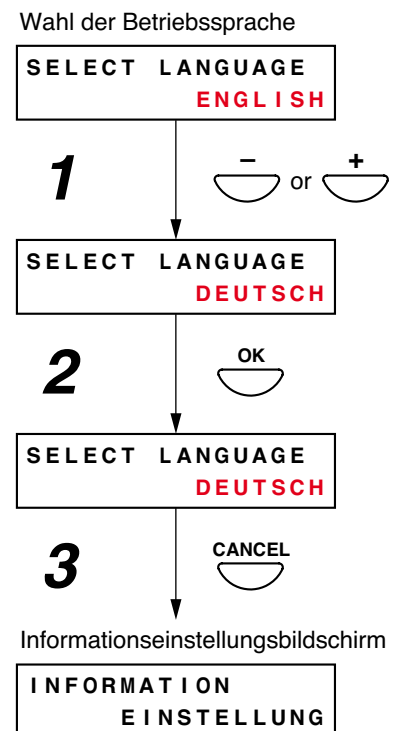 Wahl der Betriebssprache
SELECT LANGUAGE
ENGLISH
1
– or +
SELECT LANGUAGE
DEUTSCH
2
OK
SELECT LANGUAGE
DEUTSCH
3
CANCEL
Informationseinstellungsbildschirm
INFORMATION
EINSTELLUNG